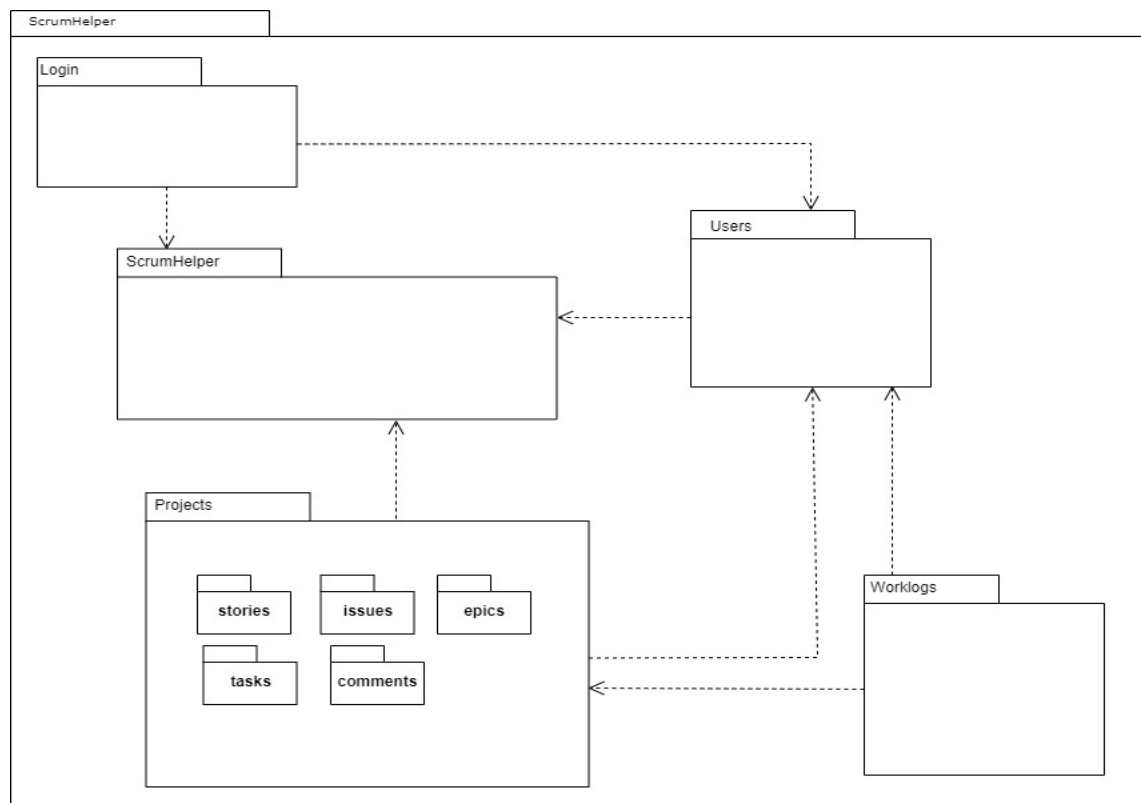 ScrumHelper
Login
Users
ScrumHelper
Projects
stories
issues
epics
tasks
comments
Worklogs